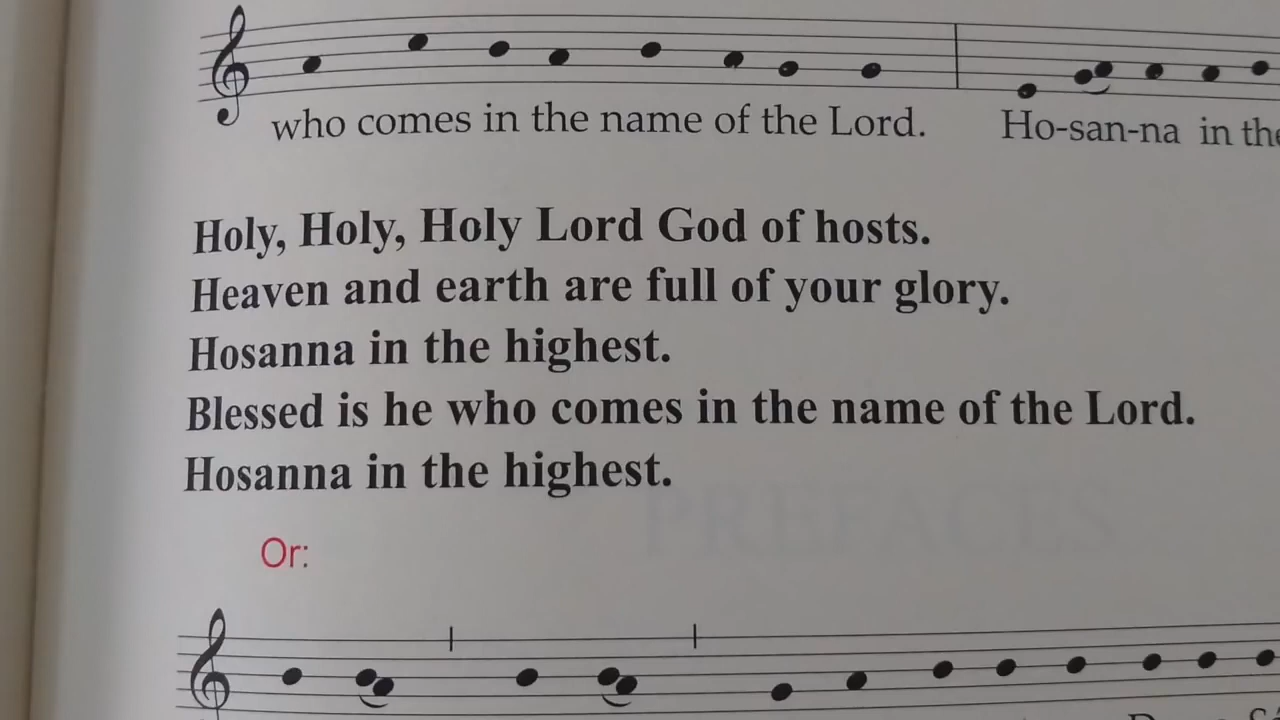 who comes in the name of the Lord. Ho-san-na in the
Holy, Holy, Holy Lord God of hosts.
Heaven and earth are full of your glory.
Hosanna in the highest.
Blessed is he who comes in the name of the Lord.
Hosanna in the highest.
PREFACES
Or: